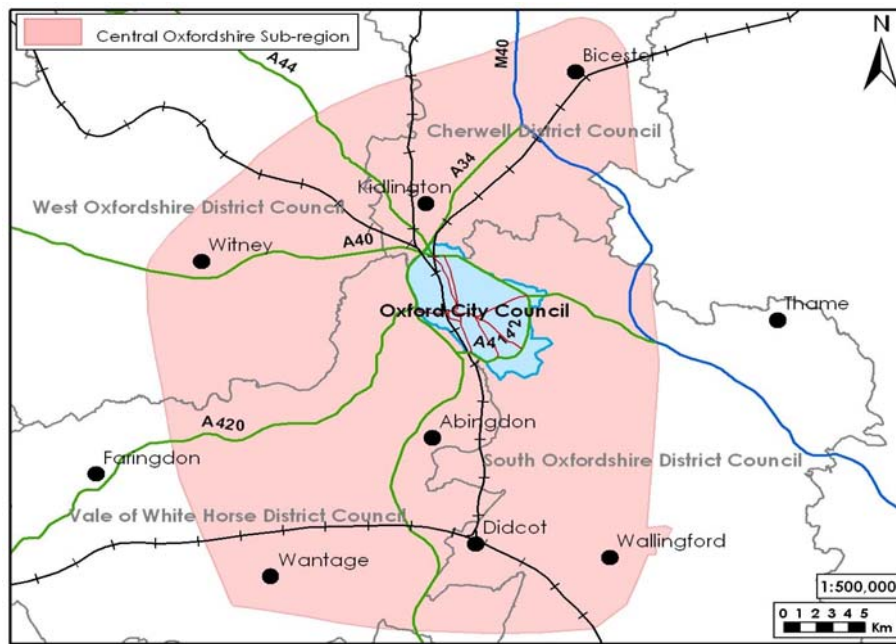 Central Oxfordshire Sub-region
N
M40
A44
Bicester
Cherwell District Council
A34
Kidlington
West Oxfordshire District Council
A40
Witney
Oxford City Council
Thame
A420
Abingdon
Faringdon
South Oxfordshire District Council
Vale of White Horse District Council
Didcot
Wallingford
Wantage
1:500,000
0 1 2 3 4 5
Km